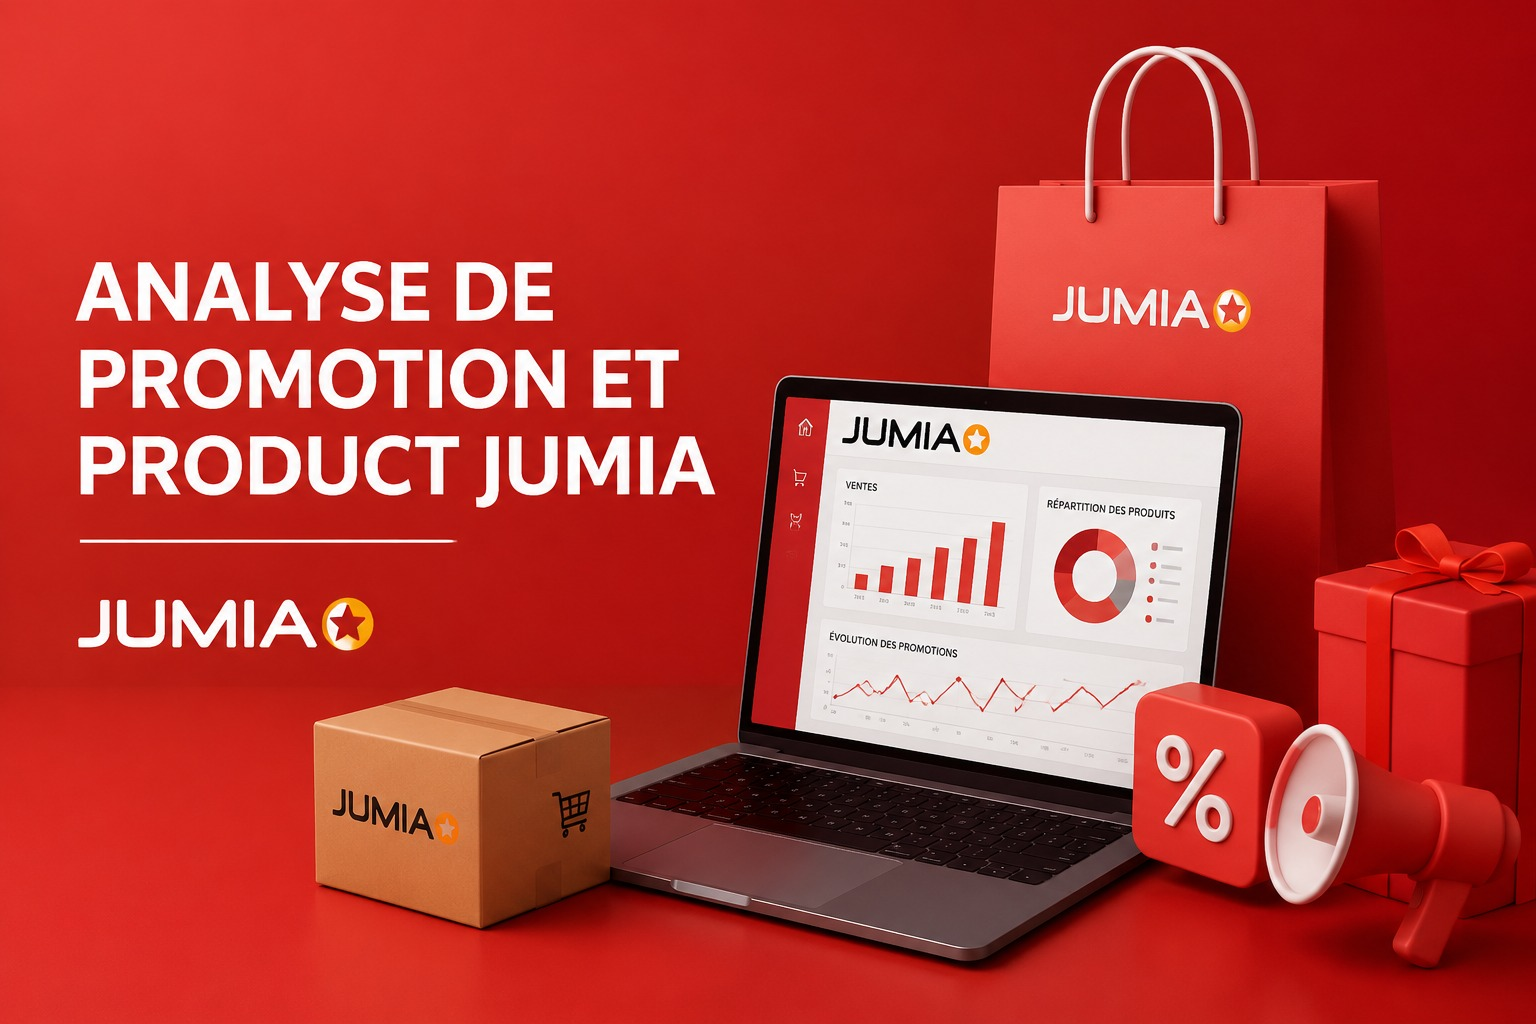 ANALYSE DE
PROMOTION ET
PRODUCT JUMIA
JUMIA
JUMIA
JUMIA
VENTES
RÉPARTITION DES PRODUITS
ÉVOLUTION DES PROMOTIONS
JUMIA
%